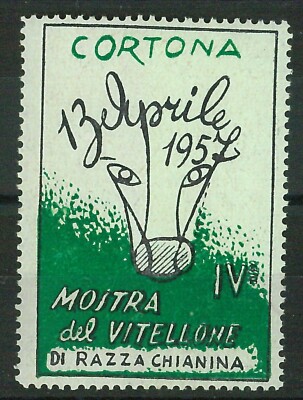 CORTONA
13 Aprile
1957
IV
MOSTRA
del VITELLONE
DI RAZZA CHIANINA